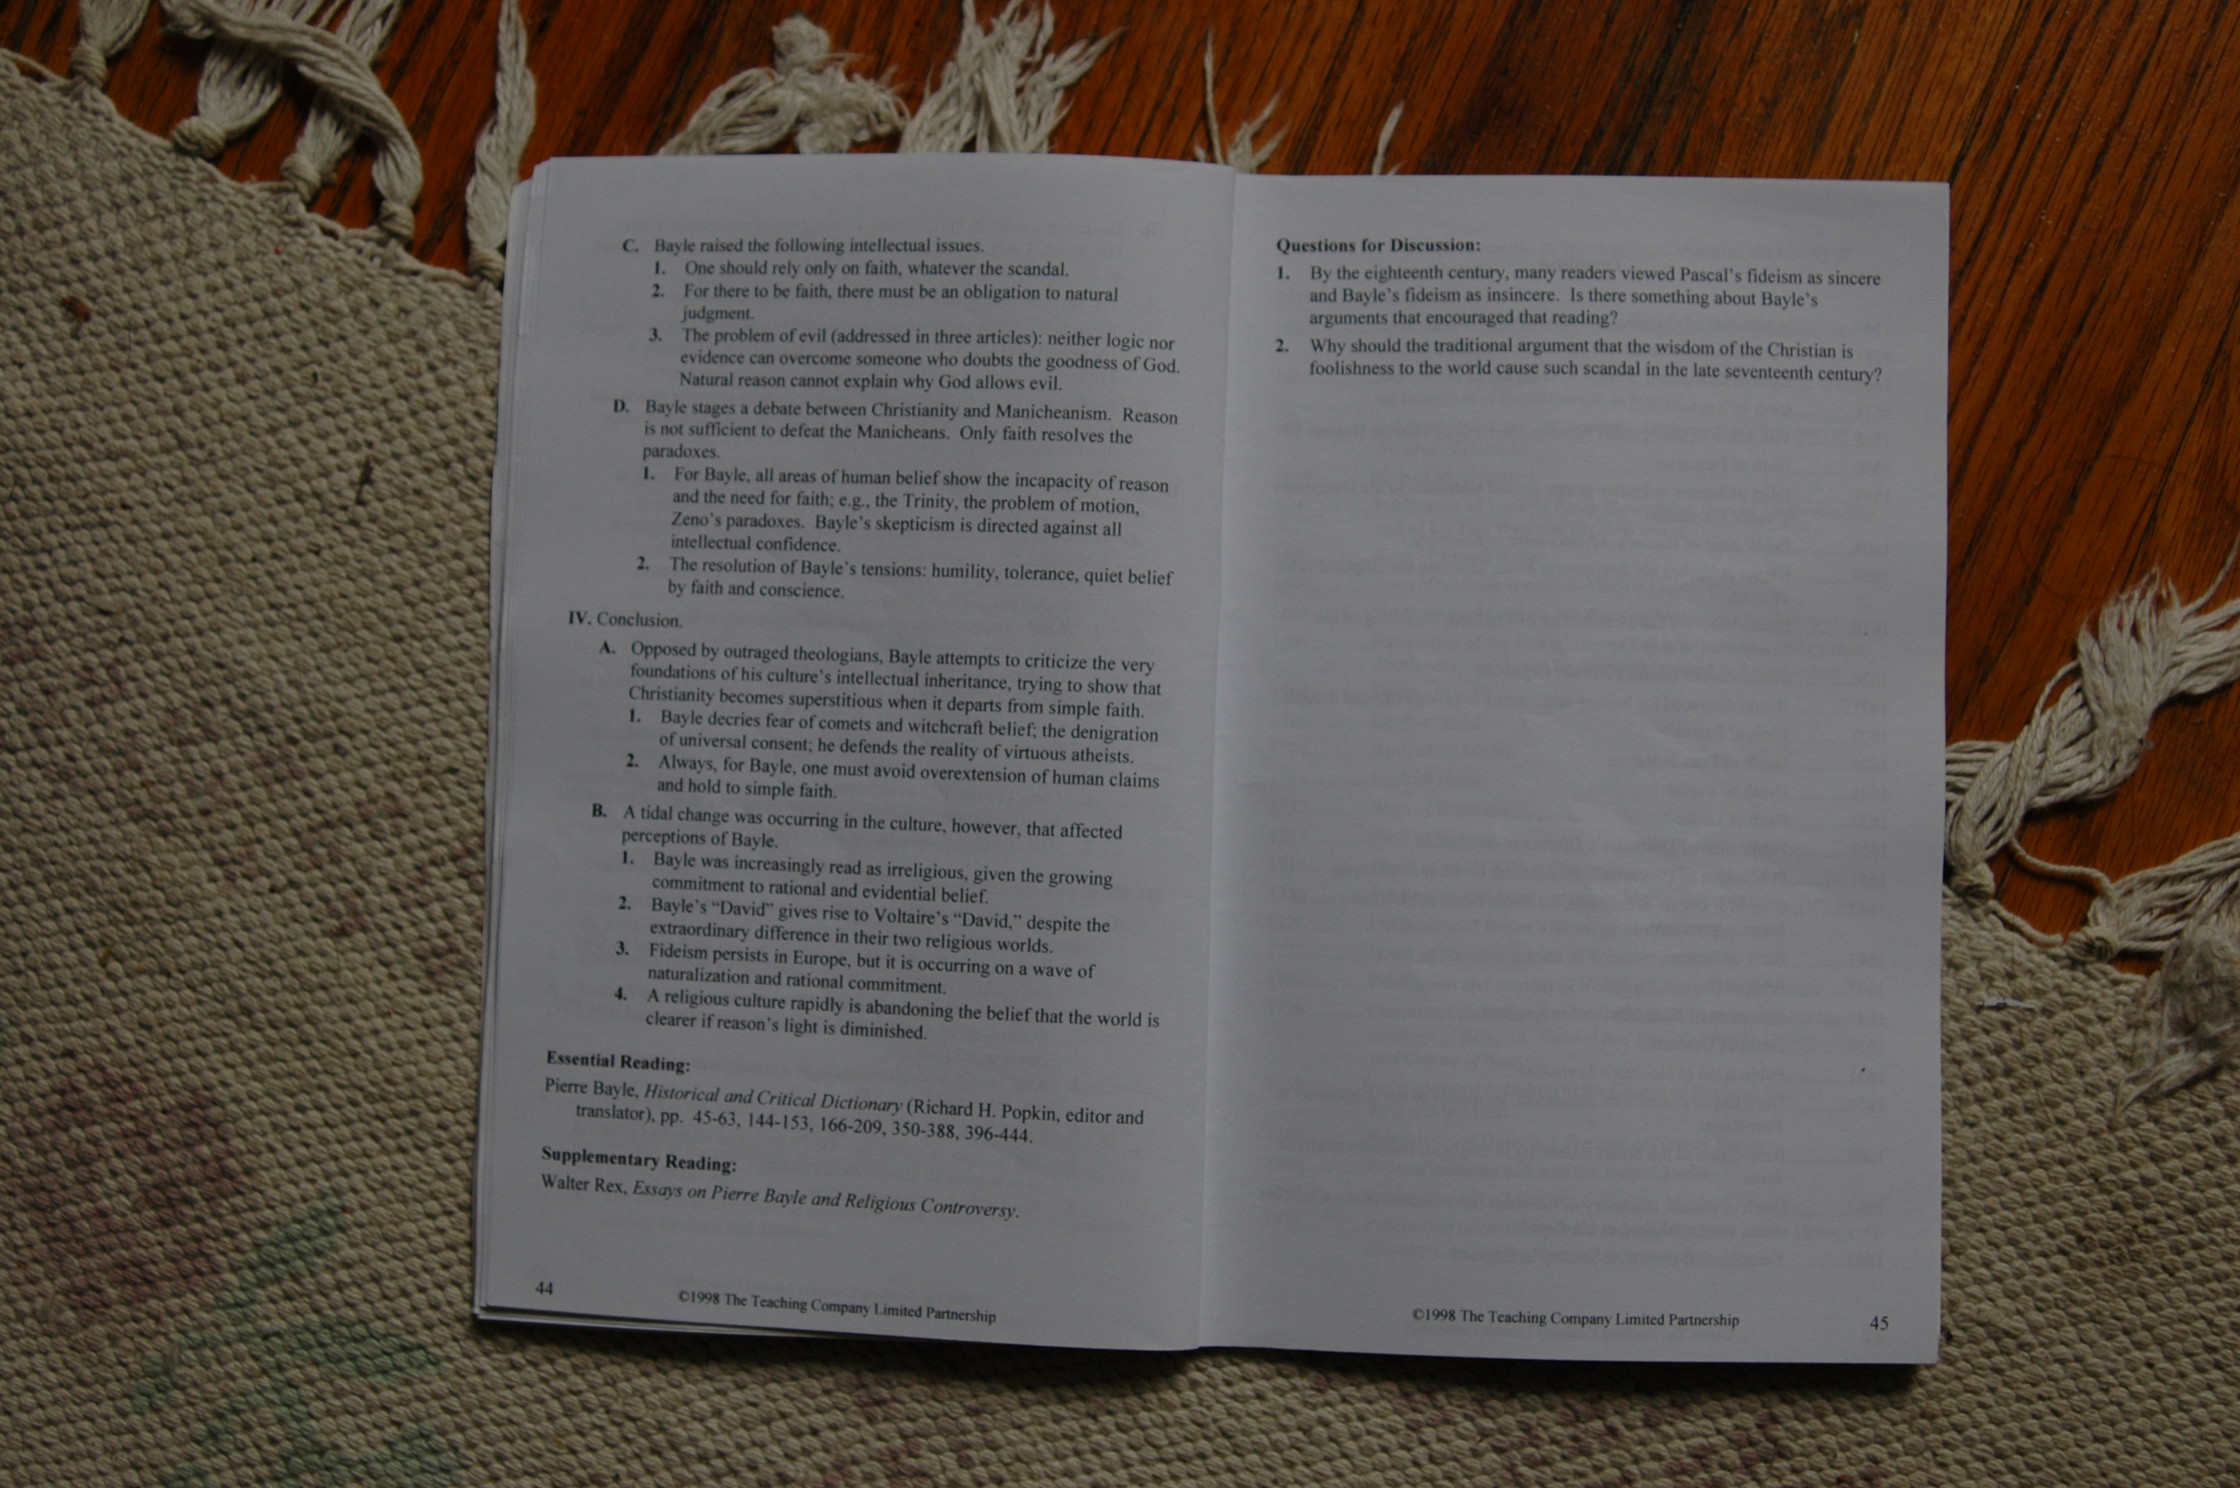 C. Bayle raised the following intellectual issues.
1. One should rely only on faith, whatever the scandal.
2. For there to be faith, there must be an obligation to natural
judgment.
3. The problem of evil (addressed in three articles): neither logic nor
evidence can overcome someone who doubts the goodness of God.
Natural reason cannot explain why God allows evil.
D. Bayle stages a debate between Christianity and Manicheanism. Reason
is not sufficient to defeat the Manicheans. Only faith resolves the
paradoxes.
1. For Bayle, all areas of human belief show the incapacity of reason
and the need for faith; e.g., the Trinity, the problem of motion,
Zeno's paradoxes. Bayle's skepticism is directed against all
intellectual confidence.
2. The resolution of Bayle's tensions: humility, tolerance, quiet belief
by faith and conscience.
IV. Conclusion.
A. Opposed by outraged theologians, Bayle attempts to criticize the very
foundations of his culture's intellectual inheritance, trying to show that
Christianity becomes superstitious when it departs from simple faith.
1. Bayle decries fear of comets and witchcraft belief; the denigration
of universal consent; he defends the reality of virtuous atheists.
2. Always, for Bayle, one must avoid overextension of human claims
and hold to simple faith.
B. A tidal change was occurring in the culture, however, that affected
perceptions of Bayle.
1. Bayle was increasingly read as irreligious, given the growing
commitment to rational and evidential belief.
2. Bayle's “David” gives rise to Voltaire's “David,” despite the
extraordinary difference in their two religious worlds.
3. Fideism persists in Europe, but it is occurring on a wave of
naturalization and rational commitment.
4. A religious culture rapidly is abandoning the belief that the world is
clearer if reason's light is diminished.
Essential Reading:
Pierre Bayle, Historical and Critical Dictionary (Richard H. Popkin, editor and
translator), pp. 45-63, 144-153, 166-209, 350-388, 396-444.
Supplementary Reading:
Walter Rex, Essays on Pierre Bayle and Religious Controversy.
44
©1998 The Teaching Company Limited Partnership
Questions for Discussion:
1. By the eighteenth century, many readers viewed Pascal's fideism as sincere
and Bayle's fideism as insincere. Is there something about Bayle's
arguments that encouraged that reading?
2. Why should the traditional argument that the wisdom of the Christian is
foolishness to the world cause such scandal in the late seventeenth century?
©1998 The Teaching Company Limited Partnership
45